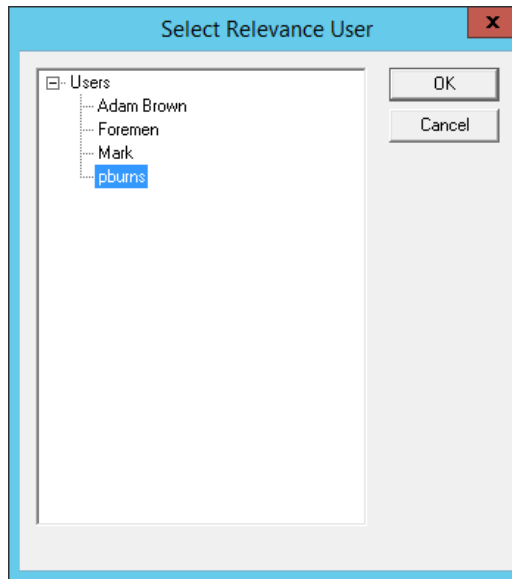 Select Relevance User
x
Users
OK
Adam Brown
Foremen
Cancel
Mark
pburns